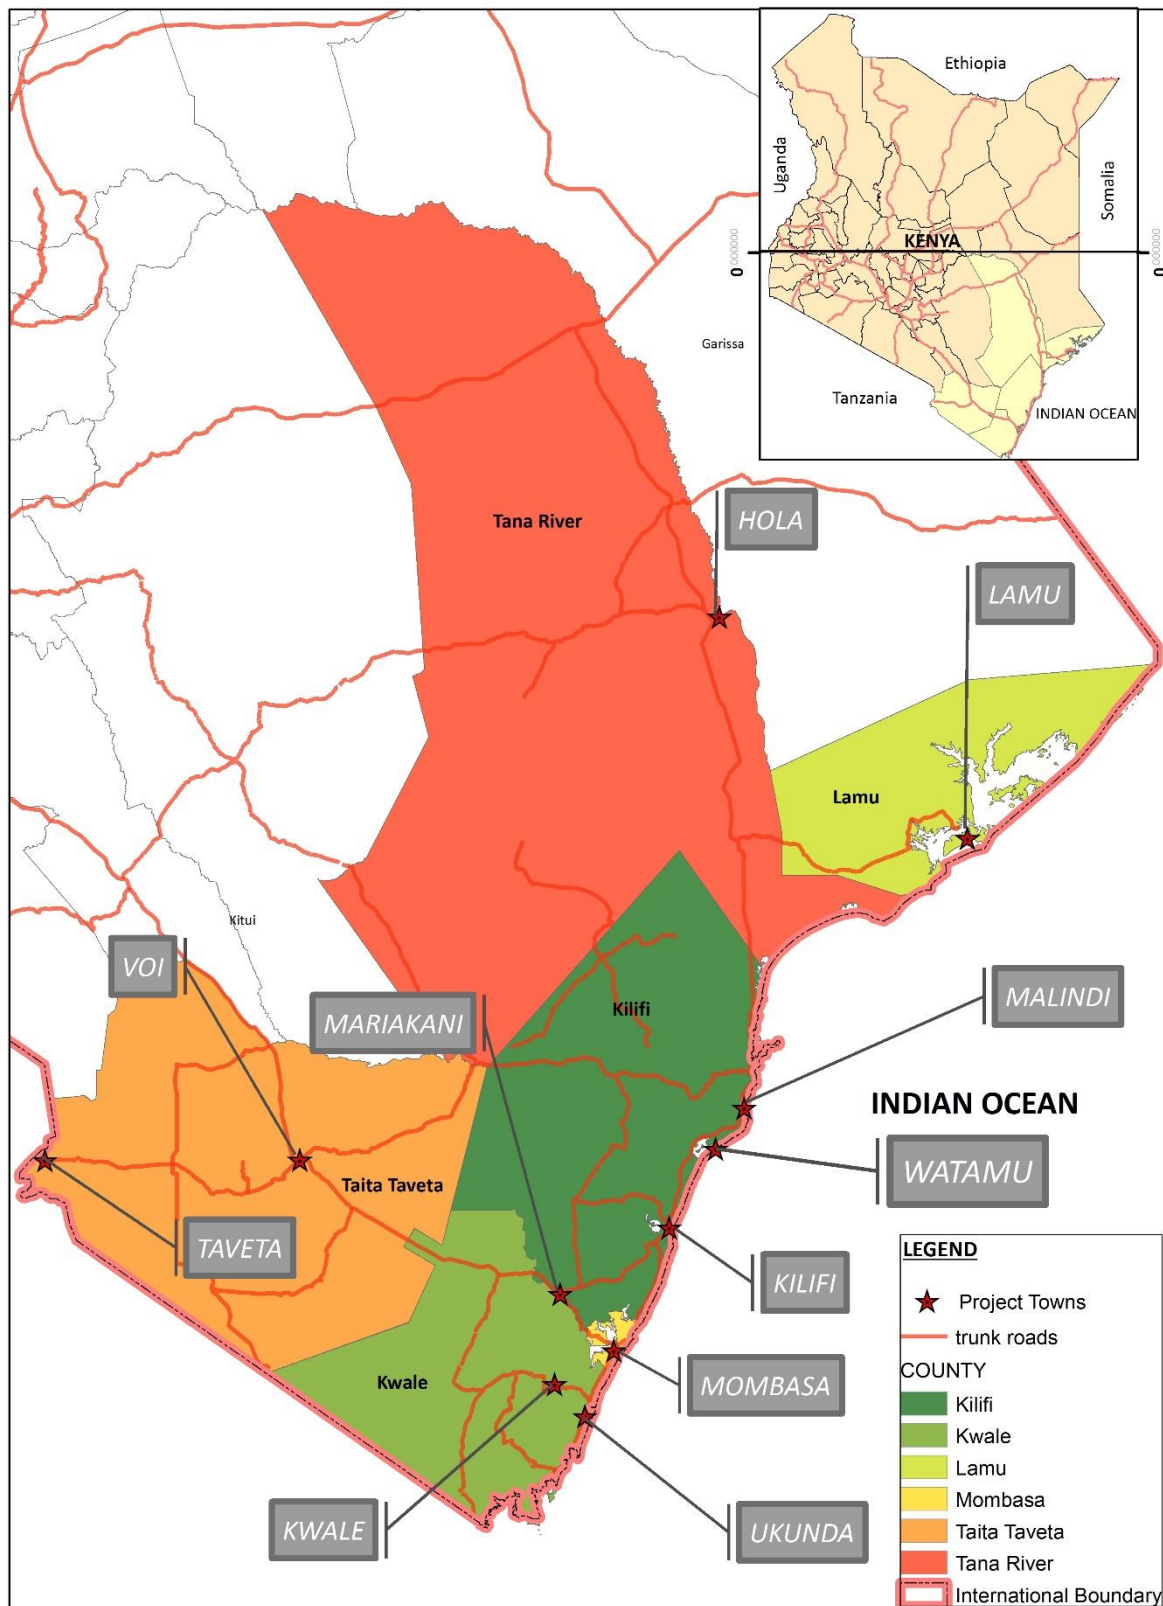 Ethiopia
Uganda
Somalia
KENYA
0.000000
0.000000
Garissa
Tanzania
INDIAN OCEAN
Tana River
HOLA
LAMU
Lamu
Kitui
VOI
MARIAKANI
Kilifi
MALINDI
INDIAN OCEAN
WATAMU
Taita Taveta
TAVETA
KILIFI
Kwale
MOMBASA
KWALE
UKUNDA
LEGEND
Project Towns
trunk roads
COUNTY
Kilifi
Kwale
Lamu
Mombasa
Taita Taveta
Tana River
International Boundary